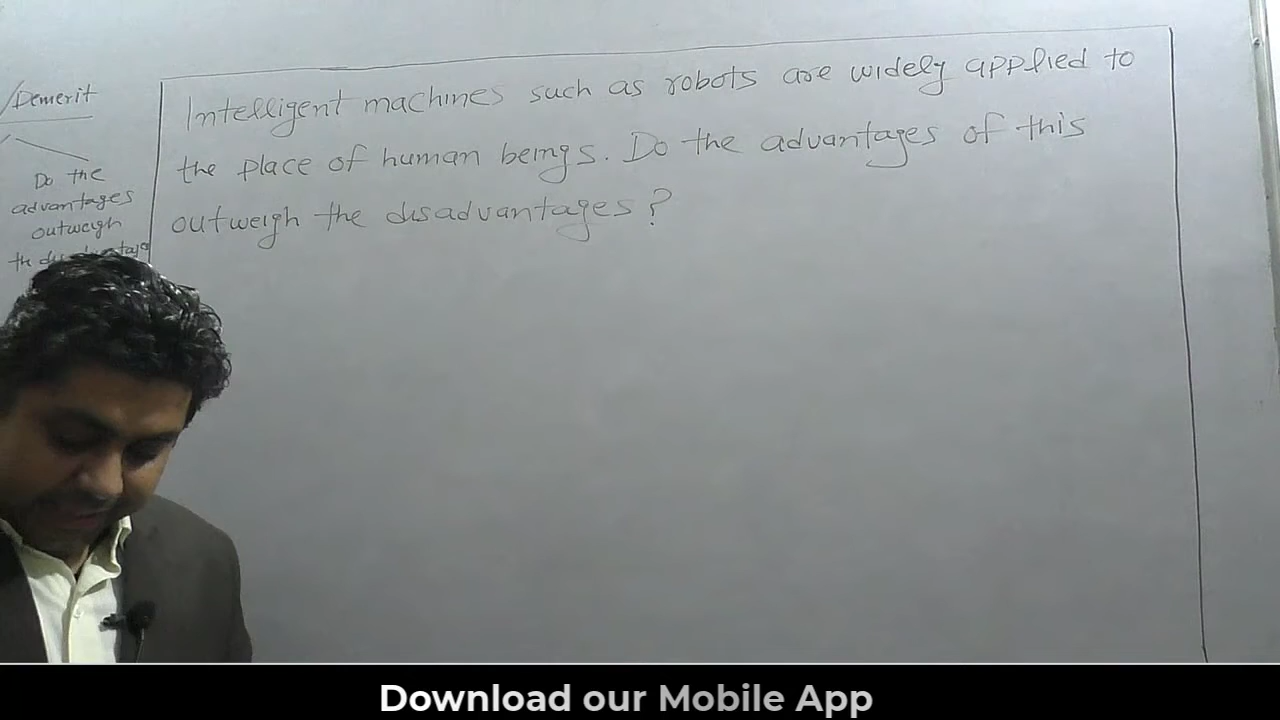 /Demerit
Do the
advantages
outweigh
the
Intelligent machines such as robots are widely applied to
the place of human beings. Do the advantages of this
outweigh the disadvantages?
Download our Mobile App